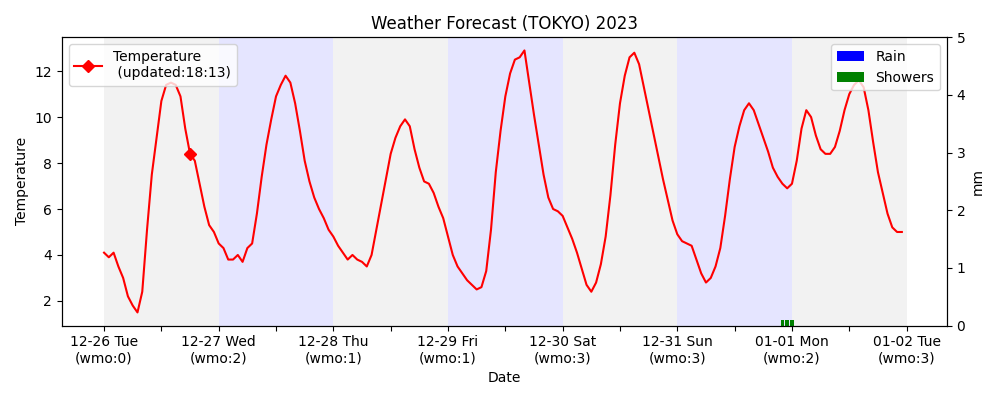 Weather Forecast (TOKYO) 2023
Temperature
(updated:18:13)
Rain
Showers
Temperature
12
10
8
6
4
2
5
4
3
2
1
0
mm
12-26 Tue 12-27 Wed 12-28 Thu 12-29 Fri 12-30 Sat 12-31 Sun 01-01 Mon 01-02 Tue
(wmo:0) (wmo:2) (wmo:1) (wmo:1) (wmo:3) (wmo:3) (wmo:2) (wmo:3)
Date